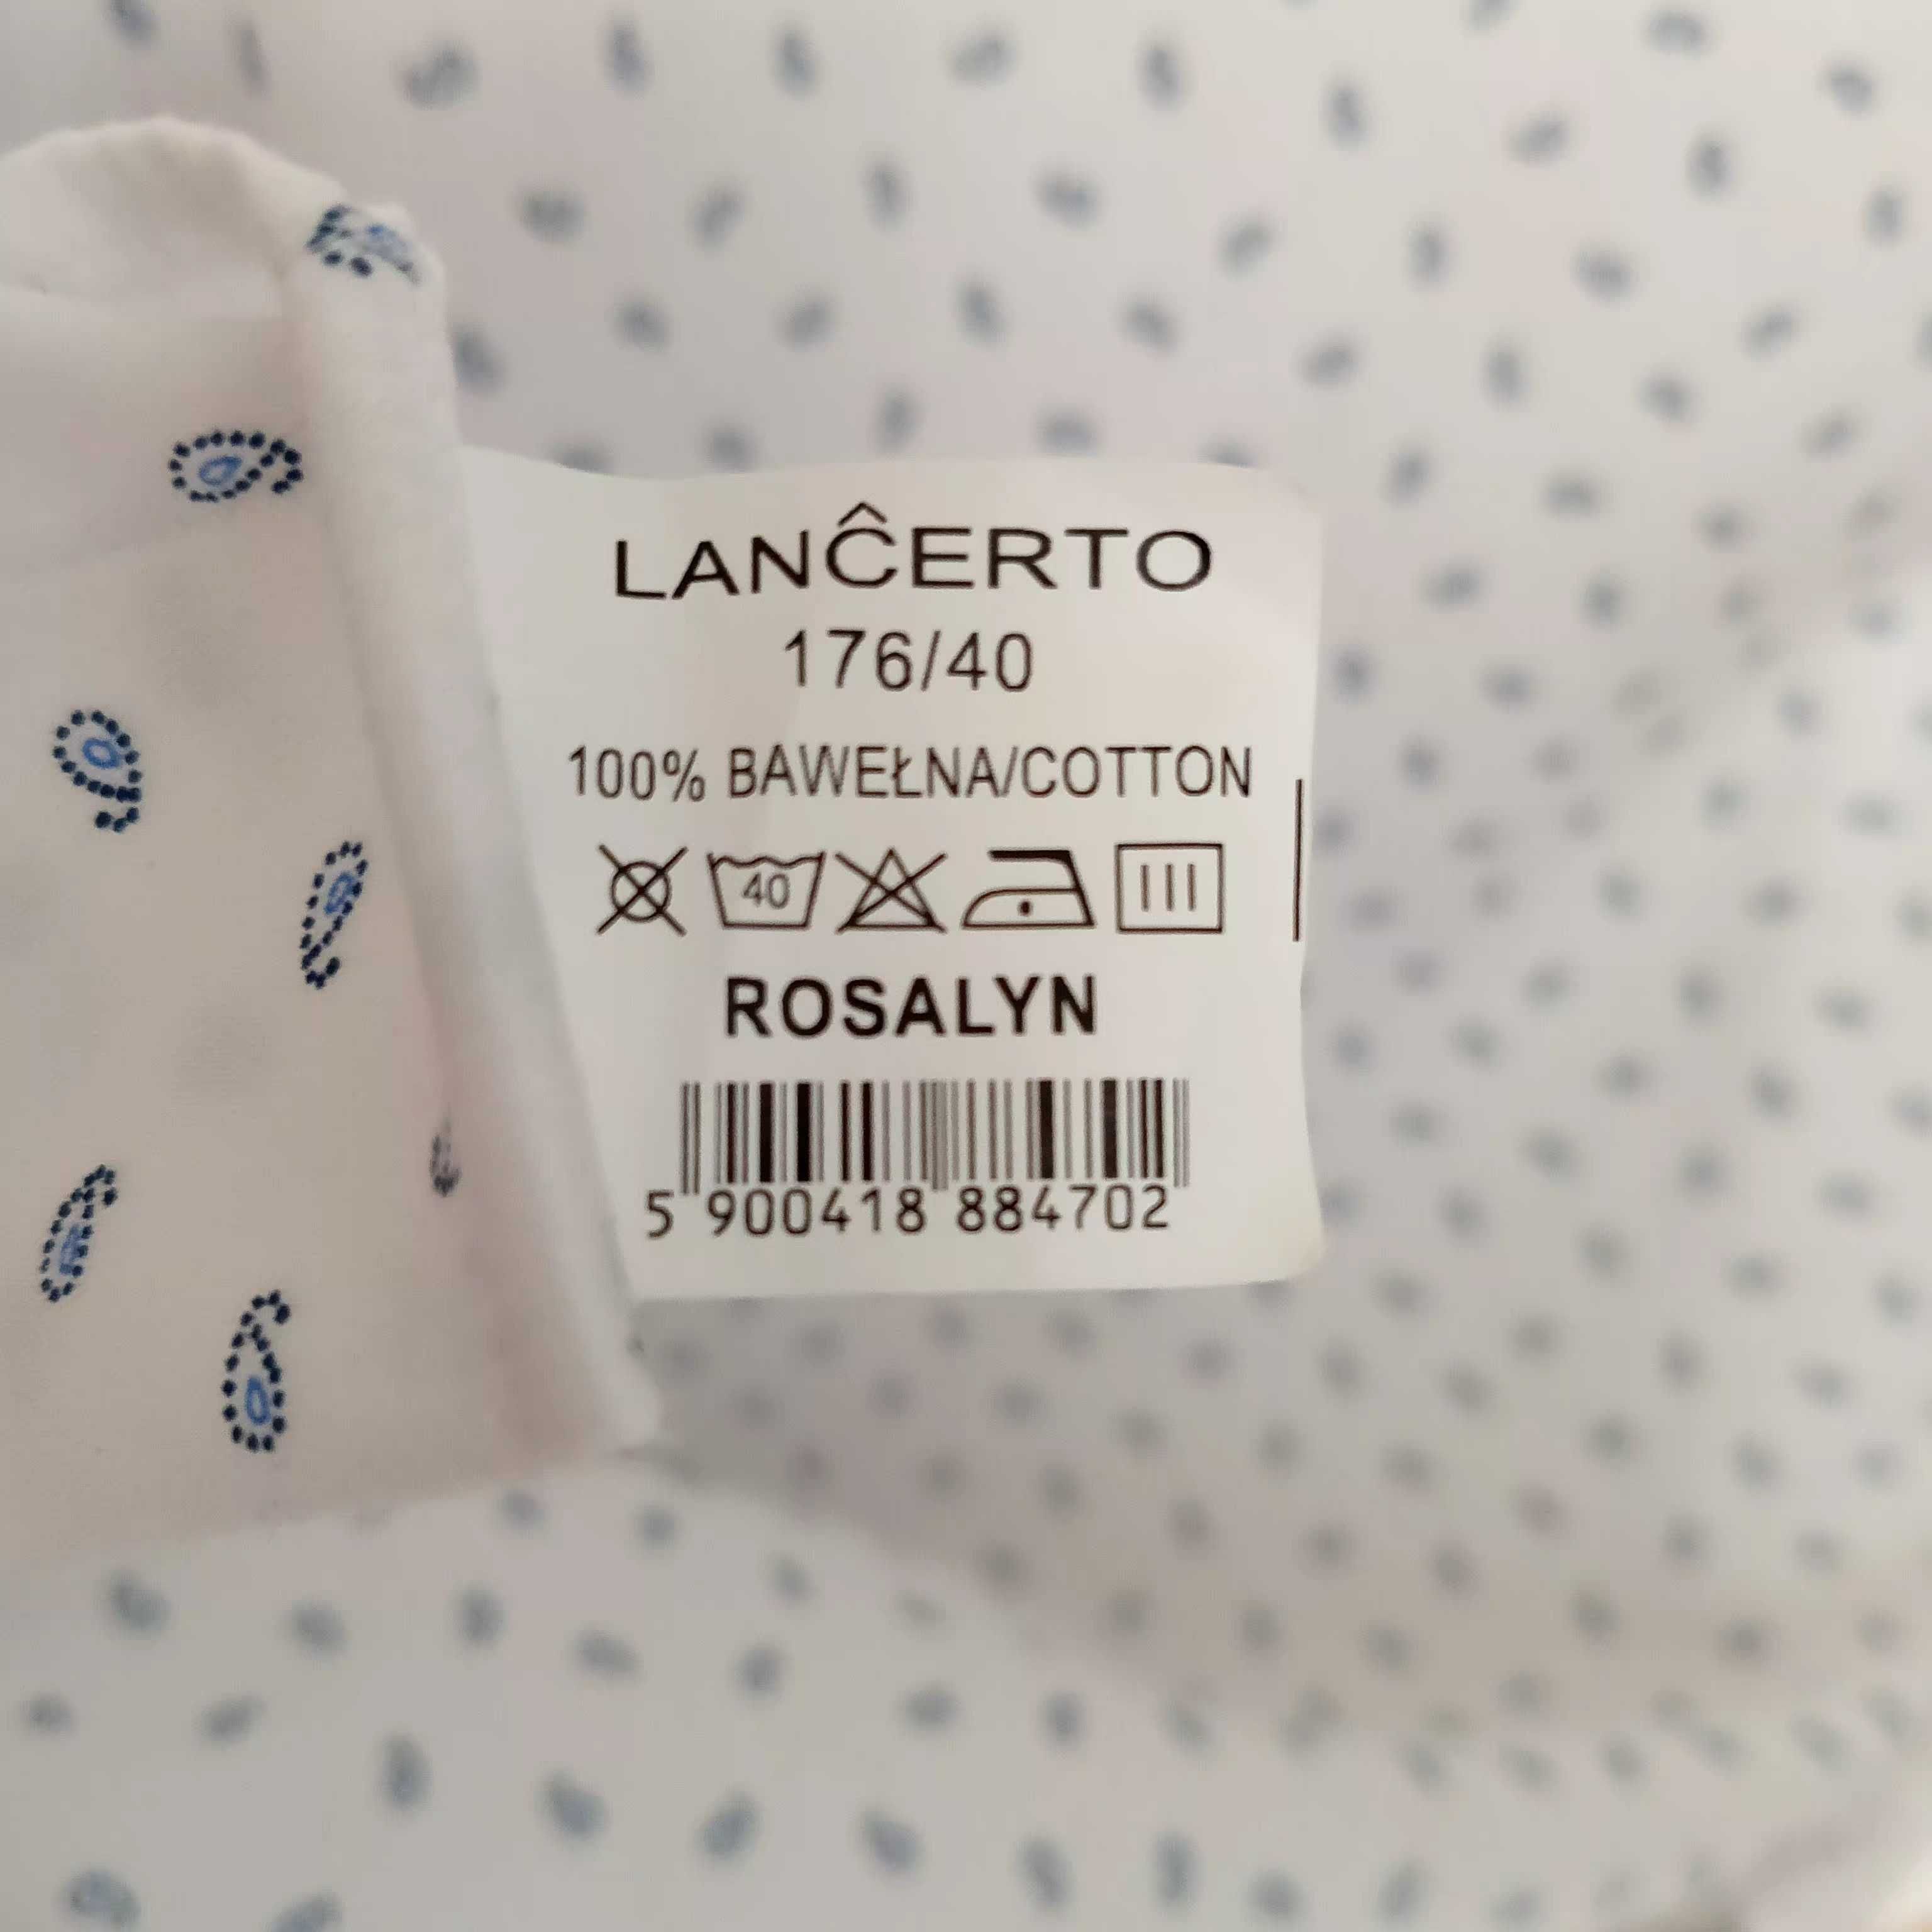 LANĈERTO
176/40
100% BAWEŁNA/COTTON
40
ROSALYN
5 900418 884702